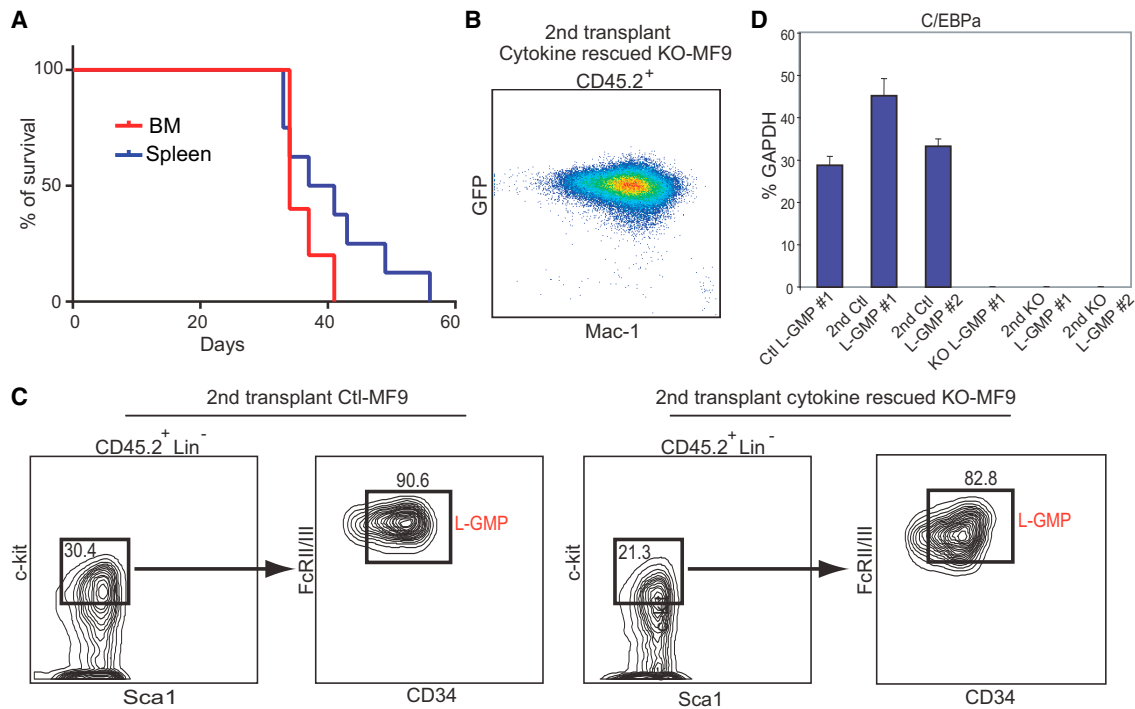 A
% of survival
100
50
0
BM
Spleen
0
20
40
60
Days
B
2nd transplant
Cytokine rescued KO-MF9
CD45.2+
GFP
Mac-1
D
C/EBPa
% GAPDH
60
50
40
30
20
10
0
Ctl L-GMP #1
2nd Ctl
L-GMP #1
2nd Ctl
L-GMP #2
KO L-GMP #1
2nd KO
L-GMP #1
2nd KO
L-GMP #2
C
2nd transplant Ctl-MF9
CD45.2+ Lin-
30.4
c-kit
Sca1
90.6
L-GMP
FcRII/III
CD34
2nd transplant cytokine rescued KO-MF9
CD45.2+ Lin-
21.3
c-kit
Sca1
82.8
L-GMP
FcRII/III
CD34